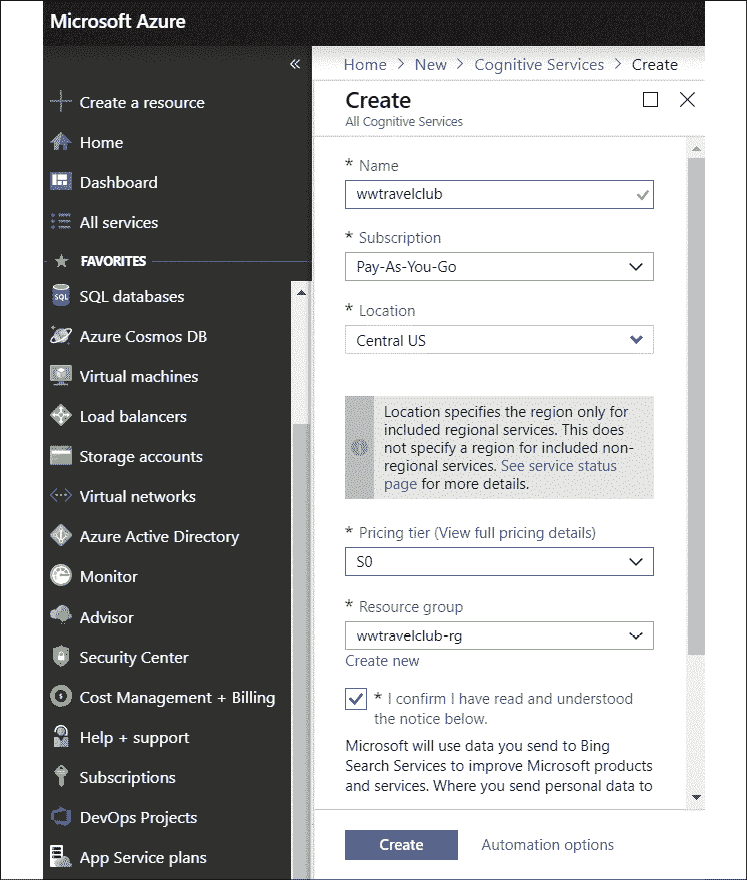 Microsoft Azure
«
Create a resource
Home
Dashboard
All services
FAVORITES
SQL
SQL databases
Azure Cosmos DB
Virtual machines
Load balancers
Storage accounts
Virtual networks
Azure Active Directory
Monitor
Advisor
Security Center
Cost Management + Billing
Help + support
Subscriptions
DevOps Projects
App Service plans
Home > New > Cognitive Services > Create
Create
All Cognitive Services
* Name
wwtravelclub
* Subscription
Pay-As-You-Go
* Location
Central US
Location specifies the region only for
included regional services. This does
not specify a region for included non-
regional services. See service status
page for more details.
* Pricing tier (View full pricing details)
S0
* Resource group
wwtravelclub-rg
Create new
* I confirm I have read and understood
the notice below.
Microsoft will use data you send to Bing
Search Services to improve Microsoft products
and services. Where you send personal data to
Create
Automation options